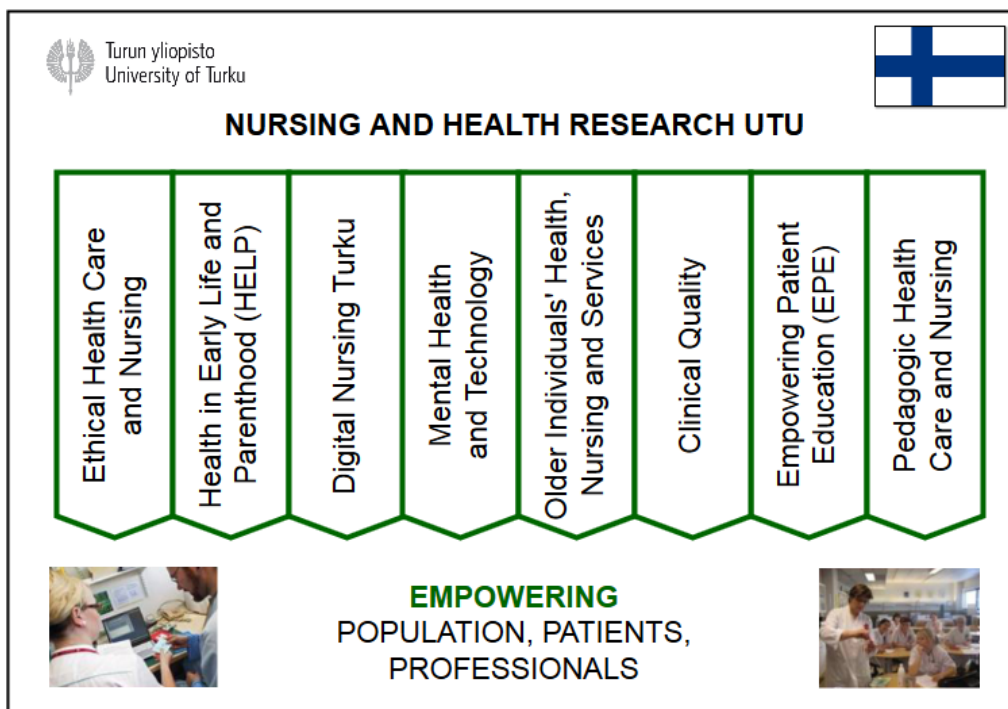 Turun yliopisto
University of Turku
NURSING AND HEALTH RESEARCH UTU
Ethical Health Care
and Nursing
Health in Early Life and
Parenthood (HELP)
Digital Nursing Turku
Mental Health
and Technology
Older Individuals' Health,
Nursing and Services
Clinical Quality
Empowering Patient
Education (EPE)
Pedagogic Health
Care and Nursing
EMPOWERING
POPULATION, PATIENTS,
PROFESSIONALS